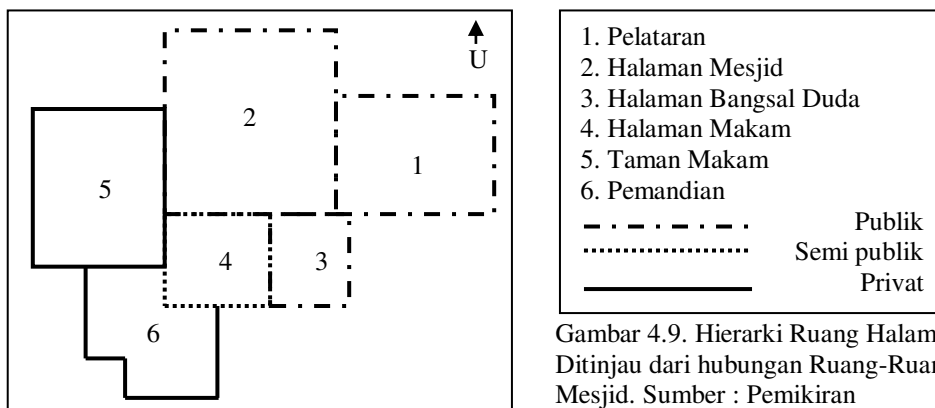 U
2
1
5
4
3
6
1. Pelataran
2. Halaman Mesjid
3. Halaman Bangsal Duda
4. Halaman Makam
5. Taman Makam
6. Pemandian
Publik
Semi publik
Privat
Gambar 4.9. Hierarki Ruang Halam
Ditinjau dari hubungan Ruang-Ruan
Mesjid. Sumber : Pemikiran